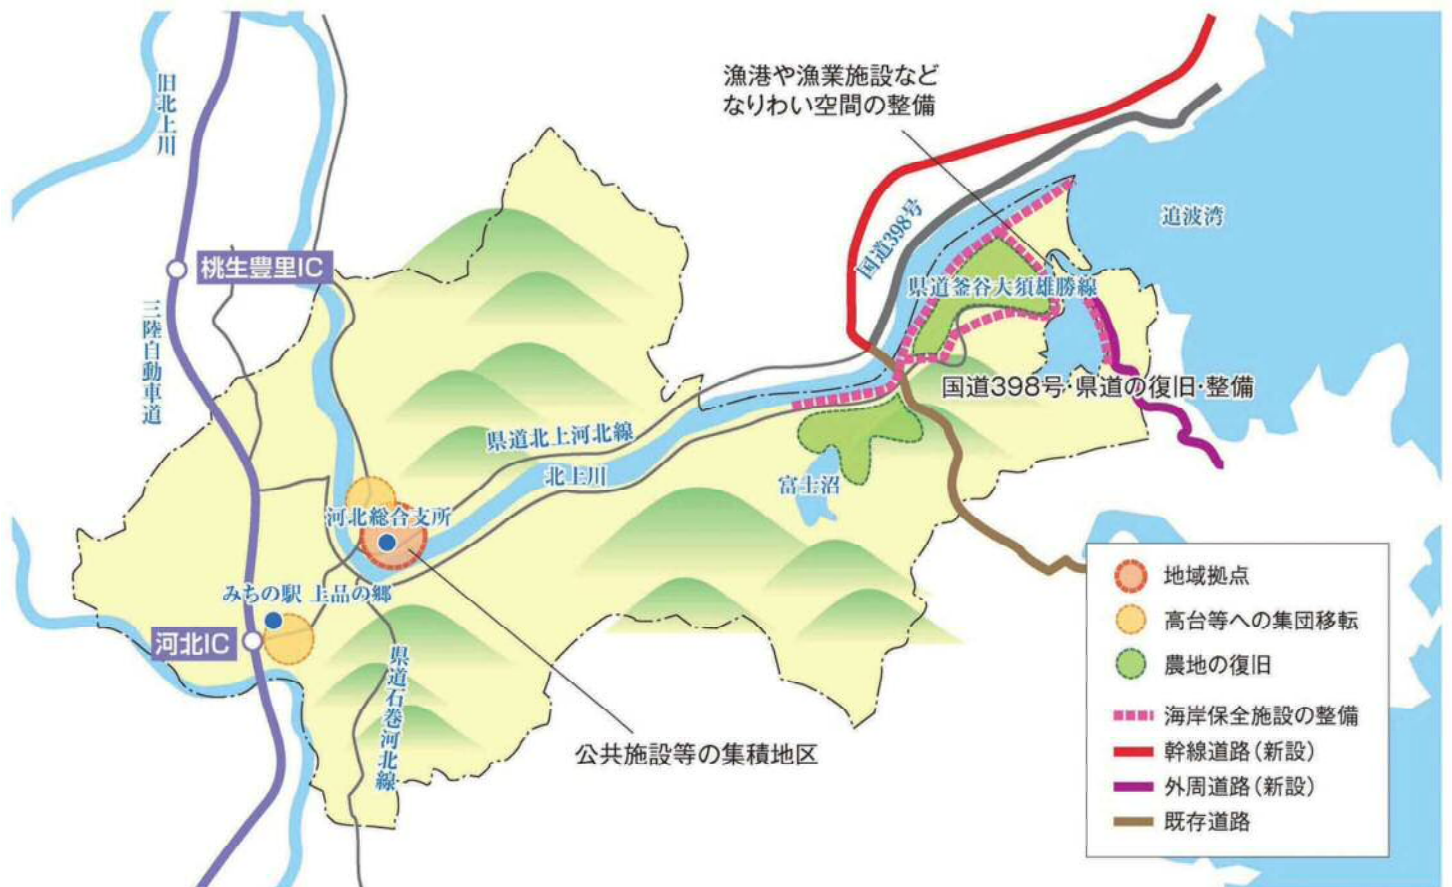 漁港や漁業施設など
なりわい空間の整備
旧北上川
国道398号
追波湾
桃生豊里IC
県道釜谷大須雄勝線
三陸自動車道
国道398号・県道の復旧・整備
県道北上河北線
北上川
富士沼
河北総合支所
みちの駅 上品の郷
河北IC
県道石巻河北線
公共施設等の集積地区
地域拠点
高台等への集団移転
農地の復旧
海岸保全施設の整備
幹線道路（新設）
外周道路（新設）
既存道路